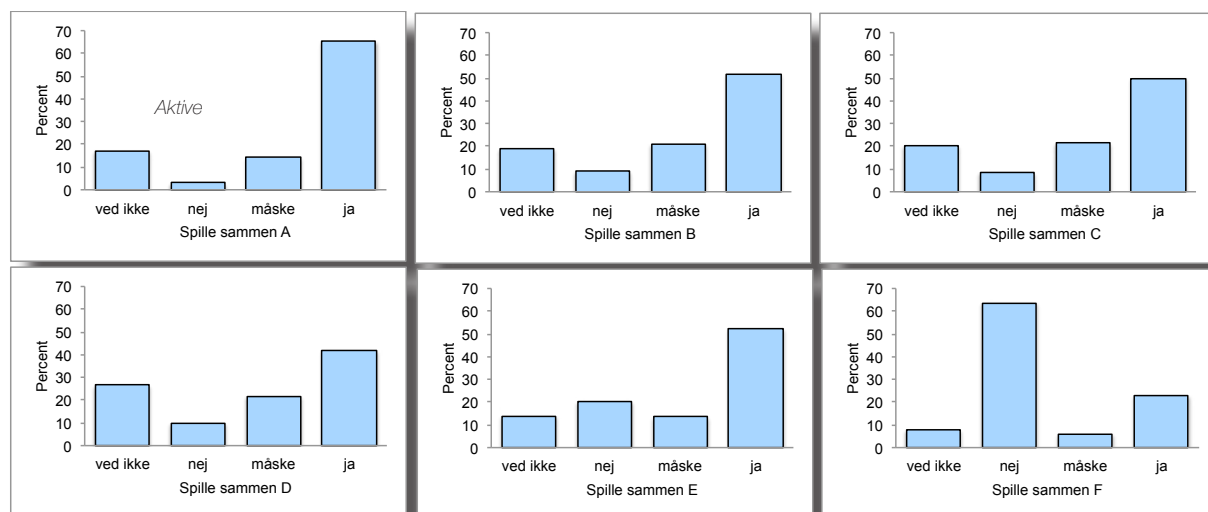 70
60
50
40
30
20
10
0
Percent
Aktive
ved ikke nej måske ja
Spille sammen A
70
60
50
40
30
20
10
0
Percent
ved ikke nej måske ja
Spille sammen B
70
60
50
40
30
20
10
0
Percent
ved ikke nej måske ja
Spille sammen C
70
60
50
40
30
20
10
0
Percent
ved ikke nej måske ja
Spille sammen D
70
60
50
40
30
20
10
0
Percent
ved ikke nej måske ja
Spille sammen E
70
60
50
40
30
20
10
0
Percent
ved ikke nej måske ja
Spille sammen F